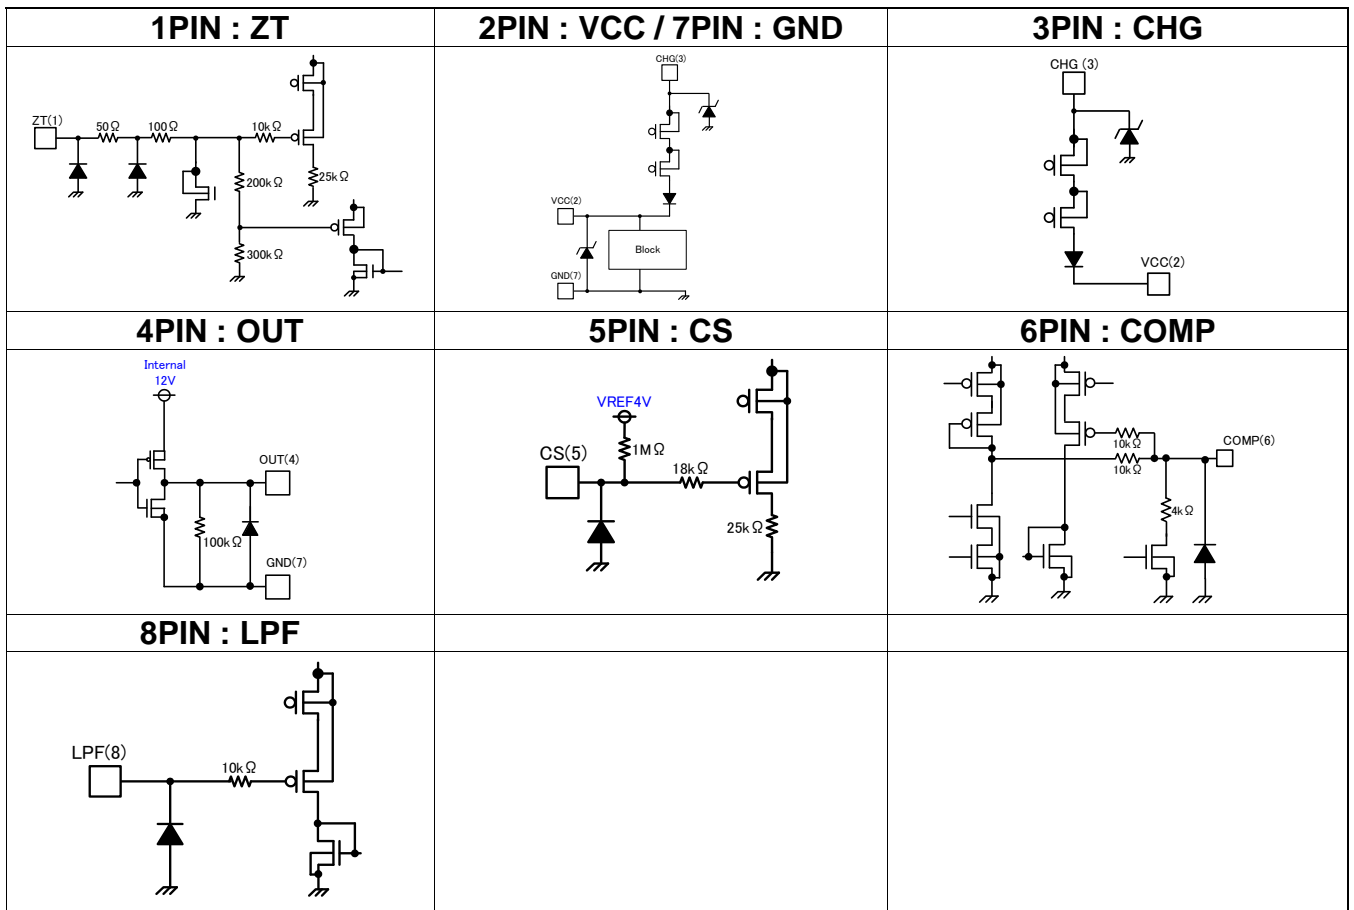 1PIN : ZT
2PIN : VCC / 7PIN : GND
3PIN : CHG
ZT(1)
50Ω
100Ω
10kΩ
25kΩ
200kΩ
300kΩ
CHG(3)
VCC(2)
Block
GND(7)
CHG (3)
VCC(2)
4PIN : OUT
5PIN : CS
6PIN : COMP
Internal
12V
OUT(4)
100kΩ
GND(7)
VREF4V
1MΩ
CS(5)
18kΩ
25kΩ
10kΩ
COMP(6)
10kΩ
4kΩ
8PIN : LPF
LPF(8)
10kΩ